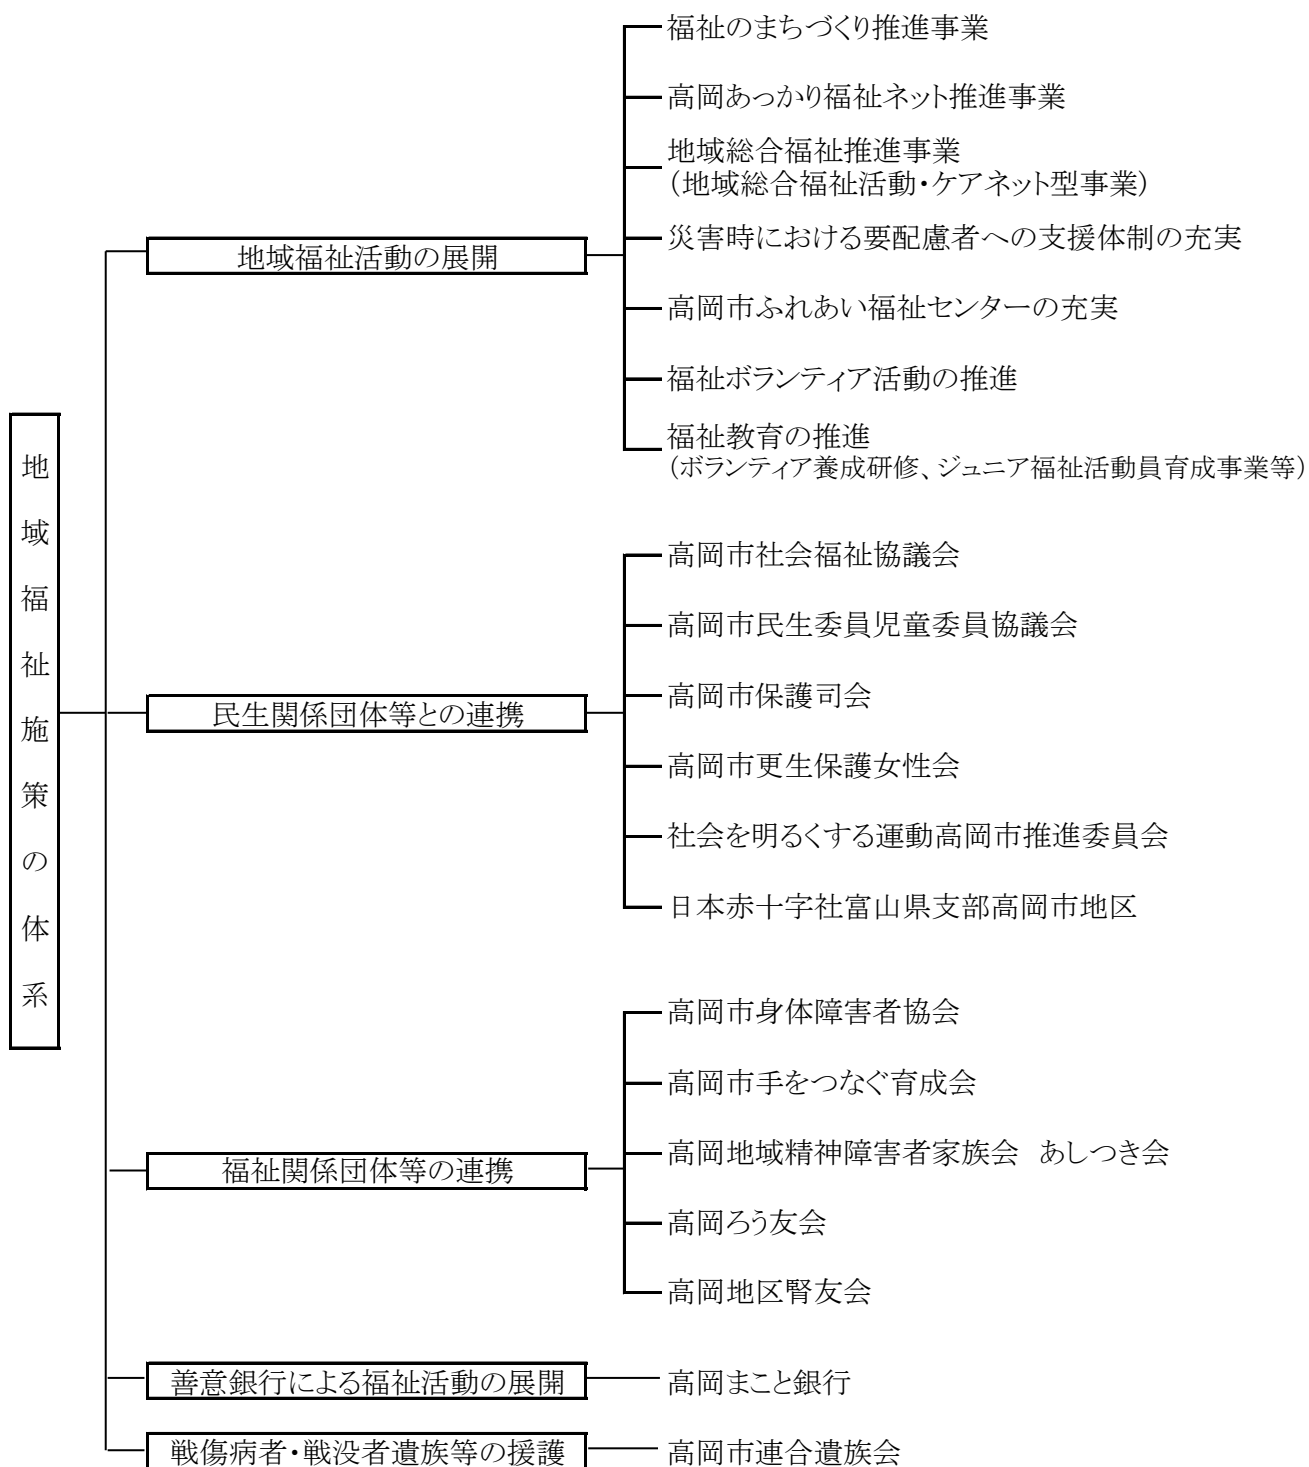 地域福祉施策の体系
地域福祉活動の展開
福祉のまちづくり推進事業
高岡あっかり福祉ネット推進事業
地域総合福祉推進事業
(地域総合福祉活動・ケアネット型事業)
災害時における要配慮者への支援体制の充実
高岡市ふれあい福祉センターの充実
福祉ボランティア活動の推進
福祉教育の推進
(ボランティア養成研修、ジュニア福祉活動員育成事業等)
民生関係団体等との連携
高岡市社会福祉協議会
高岡市民生委員児童委員協議会
高岡市保護司会
高岡市更生保護女性会
社会を明るくする運動高岡市推進委員会
日本赤十字社富山県支部高岡市地区
福祉関係団体等の連携
高岡市身体障害者協会
高岡市手をつなぐ育成会
高岡地域精神障害者家族会　あしつき会
高岡ろう友会
高岡地区腎友会
善意銀行による福祉活動の展開
高岡まこと銀行
戦傷病者・戦没者遺族等の援護
高岡市連合遺族会